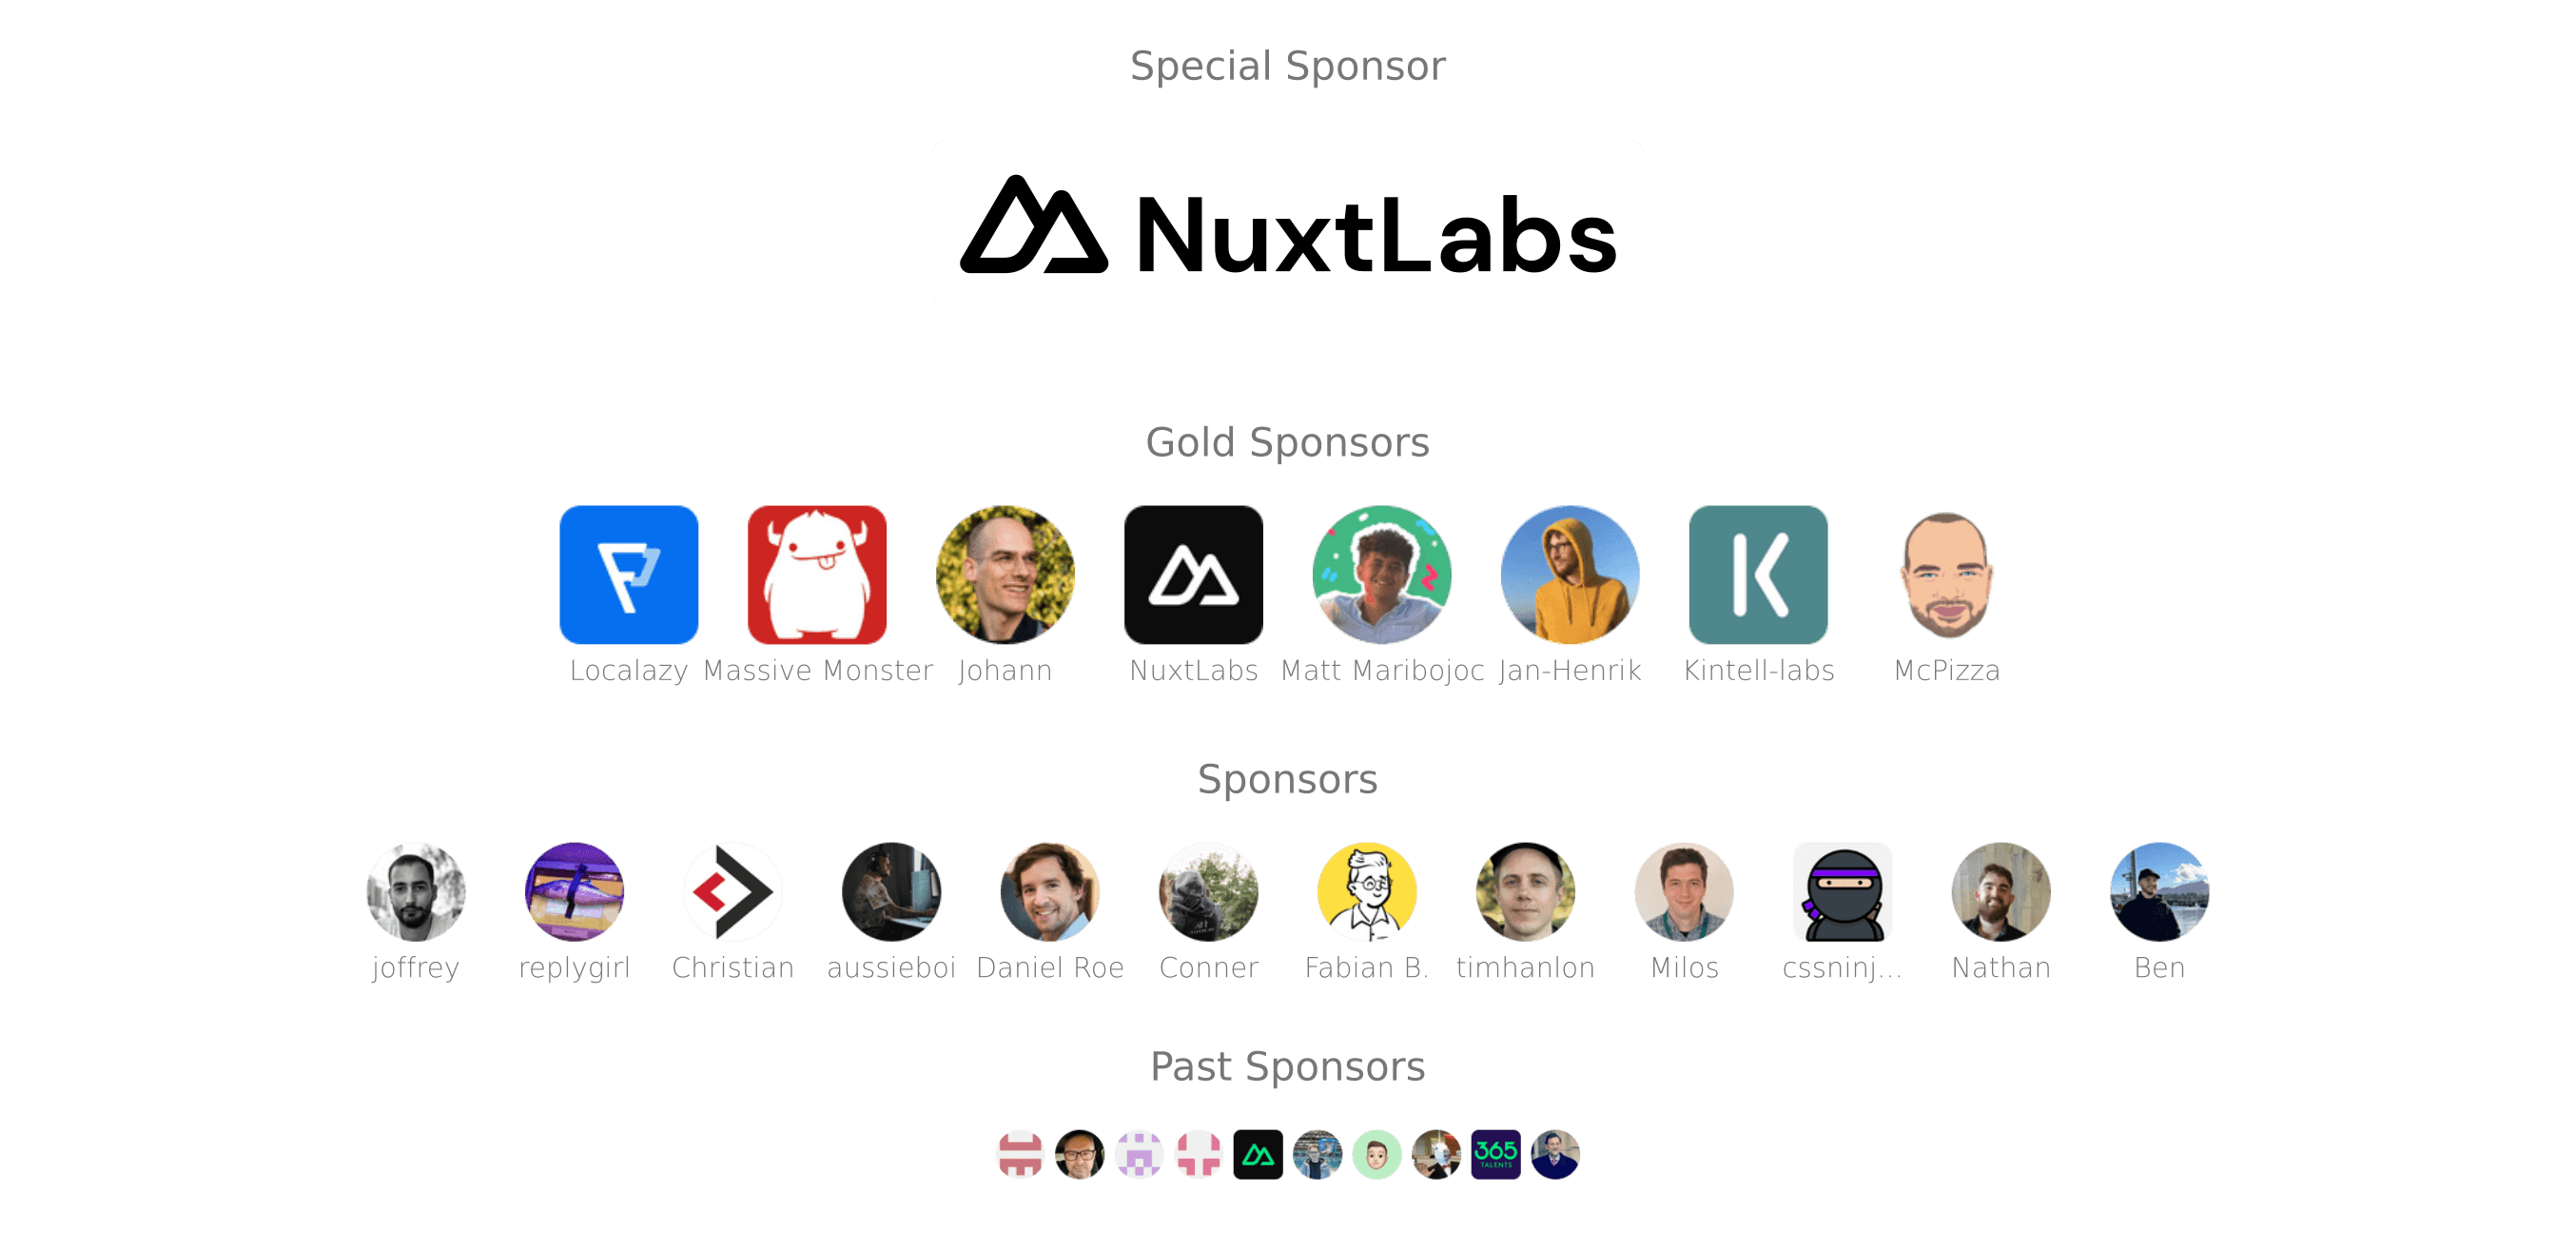 Special Sponsor
NuxtLabs
Gold Sponsors
Localazy Massive Monster Johann NuxtLabs Matt Maribojoc Jan-Henrik Kintell-labs McPizza
Sponsors
joffrey replygirl Christian aussieboi Daniel Roe Conner Fabian B. timhanlon Milos cssninj... Nathan Ben
Past Sponsors
365
TALENTS